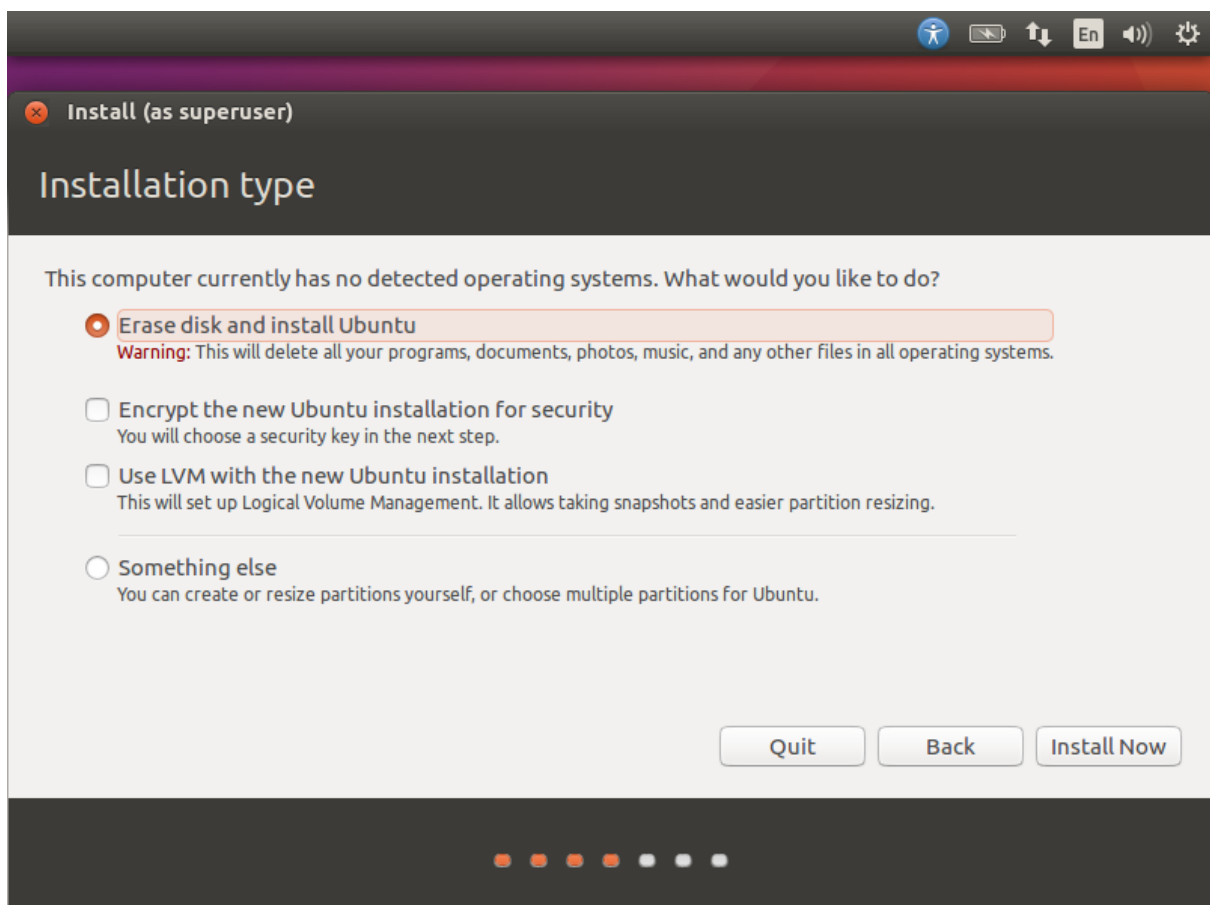 En
Install (as superuser)
Installation type
This computer currently has no detected operating systems. What would you like to do?
Erase disk and install Ubuntu
Warning: This will delete all your programs, documents, photos, music, and any other files in all operating systems.
Encrypt the new Ubuntu installation for security
You will choose a security key in the next step.
Use LVM with the new Ubuntu installation
This will set up Logical Volume Management. It allows taking snapshots and easier partition resizing.
Something else
You can create or resize partitions yourself, or choose multiple partitions for Ubuntu.
Quit Back Install Now